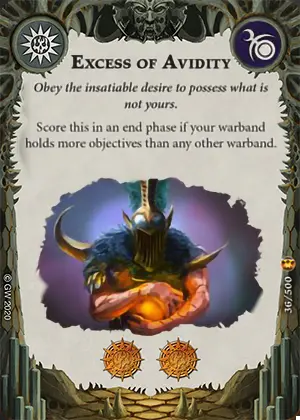 EXCESS OF AVIDITY
Obey the insatiable desire to possess what is
not yours.
Score this in an end phase if your warband
holds more objectives than any other warband.
© GW 2020
36/500